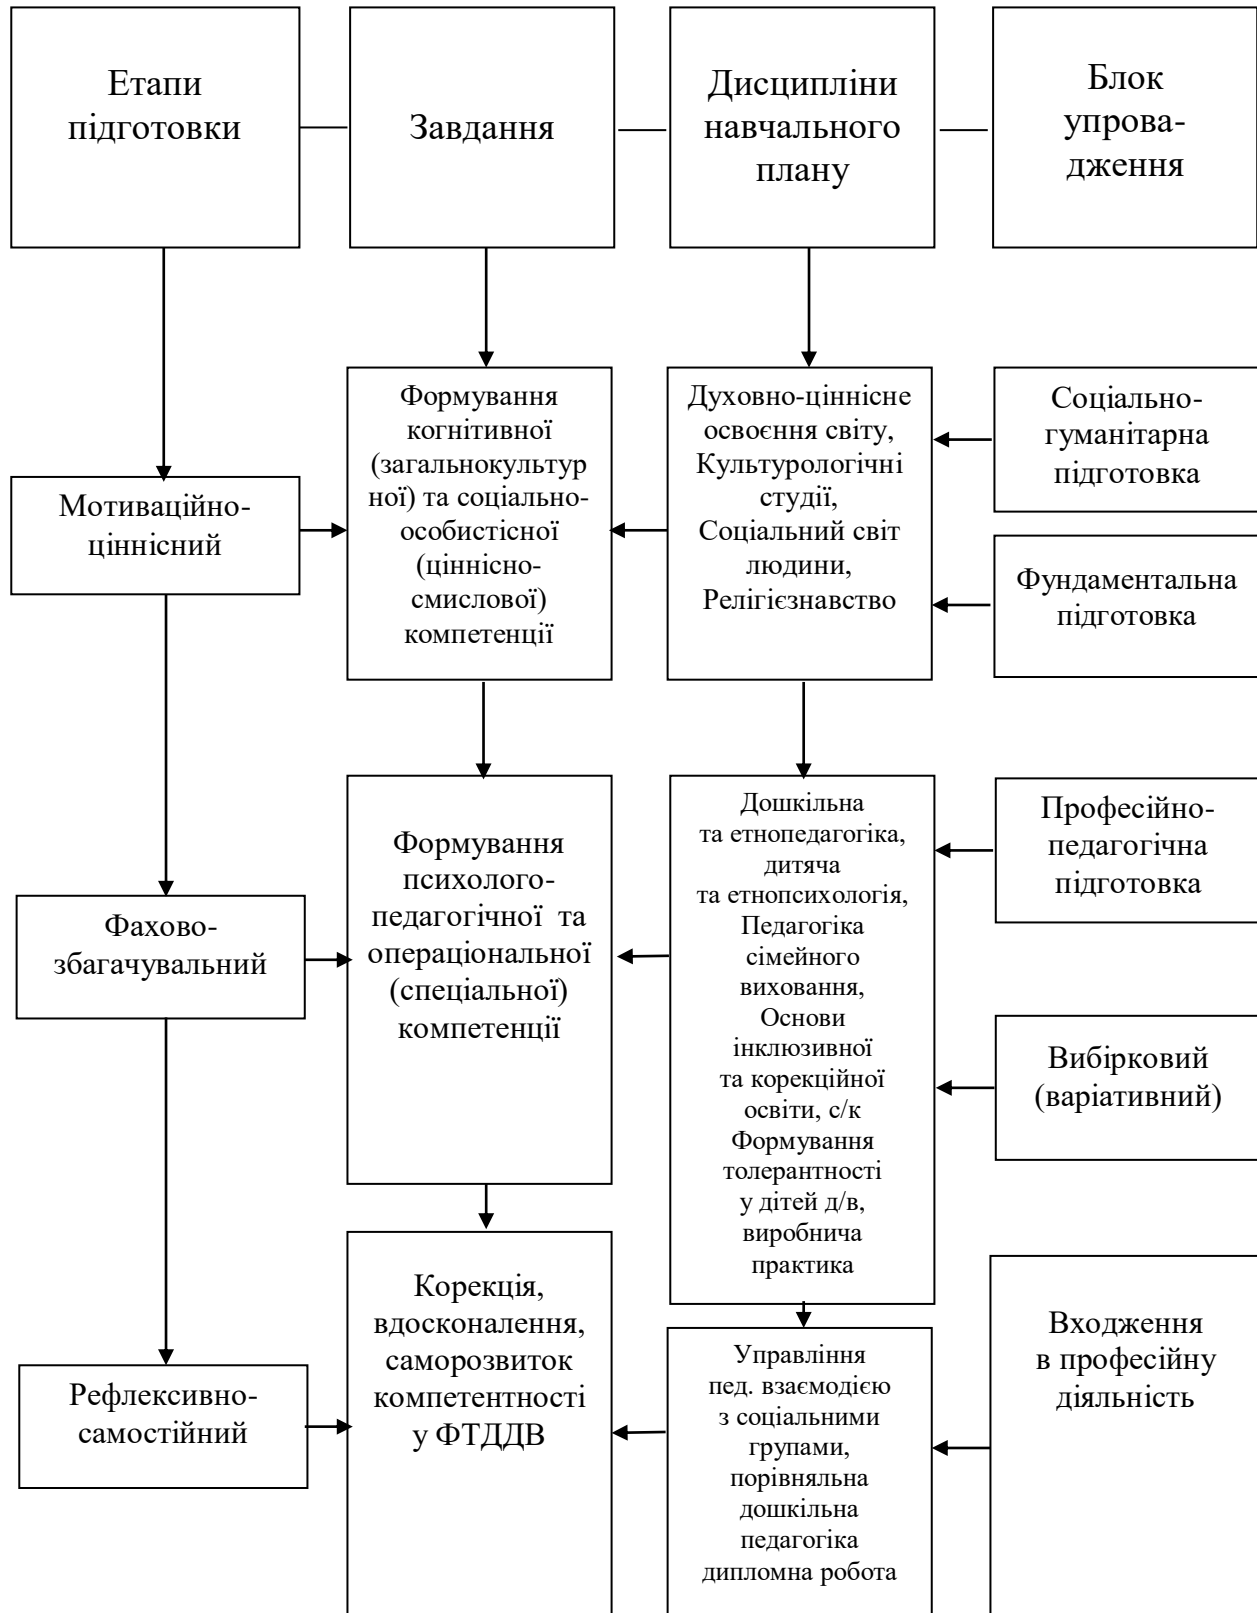 Етапи
підготовки
Завдання
Дисципліни
навчального
плану
Блок
упрова-
дження
Мотиваційно-
ціннісний
Формування
когнітивної
(загальнокультур
ної) та соціально-
особистісної
(ціннісно-
смислової)
компетенції
Духовно-ціннісне
освоєння світу,
Культурологічні
студії,
Соціальний світ
людини,
Релігієзнавство
Соціально-
гуманітарна
підготовка
Фундаментальна
підготовка
Фахово-
збагачувальний
Формування
психолого-
педагогічної та
операціональної
(спеціальної)
компетенції
Дошкільна
та етнопедагогіка,
дитяча
та етнопсихологія,
Педагогіка
сімейного
виховання,
Основи
інклюзивної
та корекційної
освіти, с/к
Формування
толерантності
у дітей д/в,
виробнича
практика
Професійно-
педагогічна
підготовка
Вибірковий
(варіативний)
Рефлексивно-
самостійний
Корекція,
вдосконалення,
саморозвиток
компетентності
у ФТДДВ
Управління
пед. взаємодією
з соціальними
групами,
порівняльна
дошкільна
педагогіка
дипломна робота
Входження
в професійну
діяльність